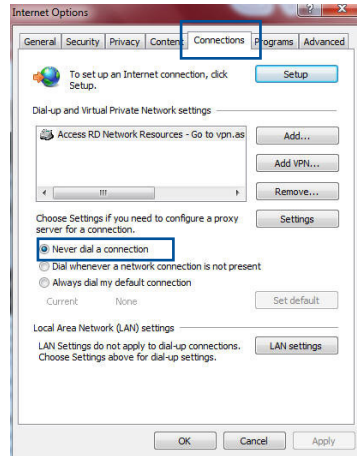 Internet Options
General Security Privacy Content Connections Programs Advanced
To set up an Internet connection, click
Setup.
Setup
Dial-up and Virtual Private Network settings
Access RD Network Resources - Go to vpn.as
Add...
Add VPN...
Remove...
Choose Settings if you need to configure a proxy
server for a connection.
Settings
Never dial a connection
Dial whenever a network connection is not present
Always dial my default connection
Current None
Set default
Local Area Network (LAN) settings
LAN Settings do not apply to dial-up connections.
Choose Settings above for dial-up settings.
LAN settings
OK Cancel Apply